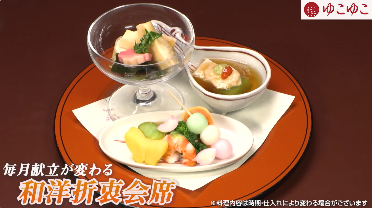 ゆこゆこ
毎月献立が変わる
和洋折衷会席
※料理内容は時期・仕入れにより変わる場合がございます